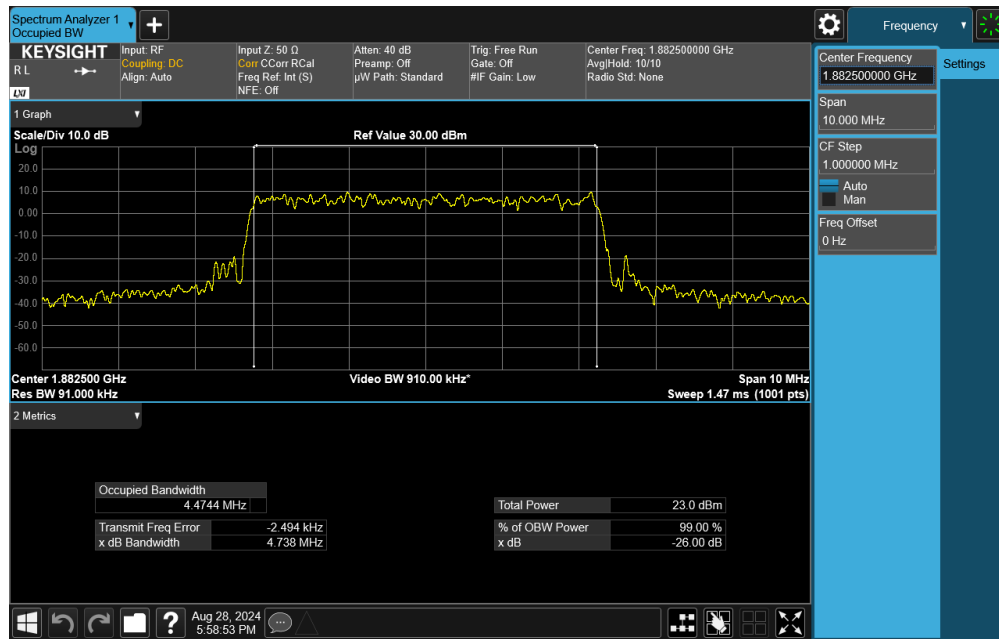 Spectrum Analyzer 1
Occupied BW
Frequency
KEYSIGHT
R L
LXI
Input: RF
Coupling: DC
Align: Auto
Input Z: 50 Ω
Corr CCorr RCal
Freq Ref: Int (S)
NFE: Off
Atten: 40 dB
Preamp: Off
µW Path: Standard
Trig: Free Run
Gate: Off
#IF Gain: Low
Center Freq: 1.882500000 GHz
Avg|Hold: 10/10
Radio Std: None
Center Frequency
1.882500000 GHz
Settings
Span
10.000 MHz
CF Step
1.000000 MHz
Auto
Man
Freq Offset
0 Hz
1 Graph
Scale/Div 10.0 dB
Ref Value 30.00 dBm
Log
20.0
10.0
0.00
-10.0
-20.0
-30.0
-40.0
-50.0
-60.0
Center 1.882500 GHz
Video BW 910.00 kHz*
Span 10 MHz
Res BW 91.000 kHz
Sweep 1.47 ms (1001 pts)
2 Metrics
Occupied Bandwidth
4.4744 MHz
Total Power 23.0 dBm
Transmit Freq Error -2.494 kHz
% of OBW Power 99.00 %
x dB Bandwidth 4.738 MHz
x dB -26.00 dB
Aug 28, 2024
5:58:53 PM